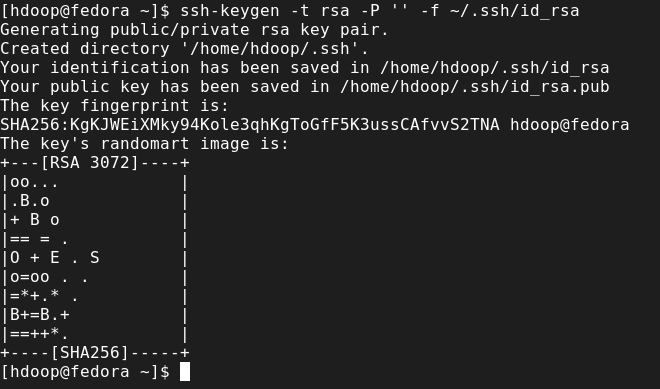 [hdoop@fedora ~]$ ssh-keygen -t rsa -P '' -f ~/.ssh/id_rsa
Generating public/private rsa key pair.
Created directory '/home/hdoop/.ssh'.
Your identification has been saved in /home/hdoop/.ssh/id_rsa
Your public key has been saved in /home/hdoop/.ssh/id_rsa.pub
The key fingerprint is:
SHA256:KgKJWEiXMky94Kole3qhKgToGfF5K3ussCAfvvS2TNA hdoop@fedora
The key's randomart image is:
+---[RSA 3072]----+
|oo...            |
|.B.o             |
|+ B o            |
|== = .           |
|O + E . S        |
|o=oo . .         |
|=*+.* .          |
|B+=B.+           |
|==++*.           |
+----[SHA256]-----+
[hdoop@fedora ~]$